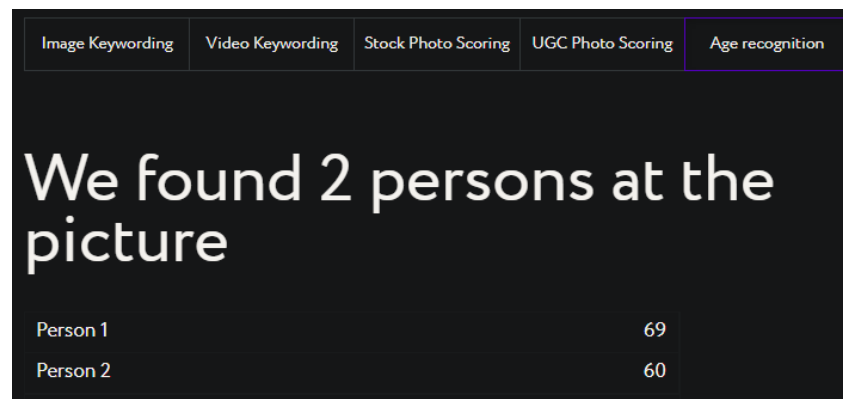 Image Keywording Video Keywording Stock Photo Scoring UGC Photo Scoring Age recognition
We found 2 persons at the
picture
Person 1 69
Person 2 60